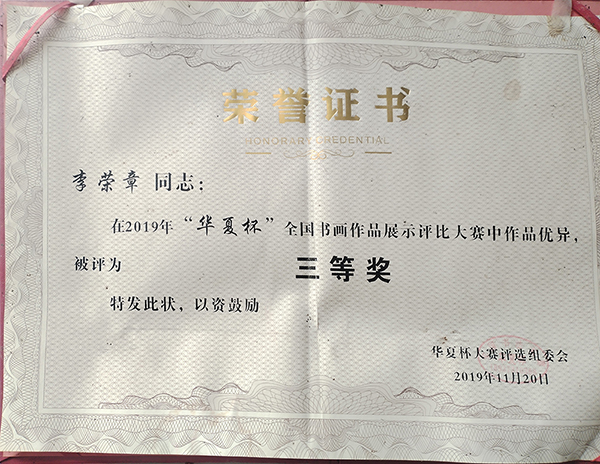 荣誉证书
HONORARY CREDENTIAL
李荣章 同志：
在2019年“华夏杯”全国书画作品展示评比大赛中作品优异，
被评为 三等奖
特发此状，以资鼓励
华夏杯大赛评选组委会
2019年11月20日